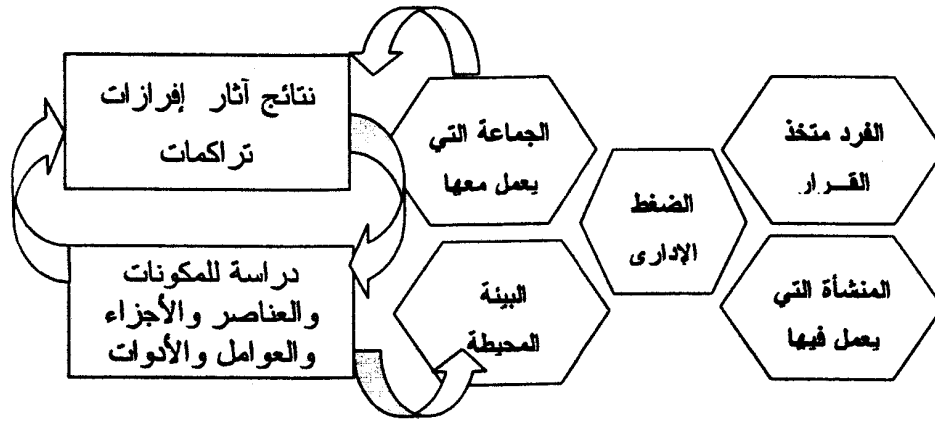 الفرد متخذ
القـــرار
الجماعة التي
يعمل معها
الضغط
الإدارى
المنشأة التي
يعمل فيها
البيئة
المحيطة
نتائج آثار إفرازات
تراكمات
دراسة للمكونات
والعناصر والأجزاء
والعوامل والأدوات